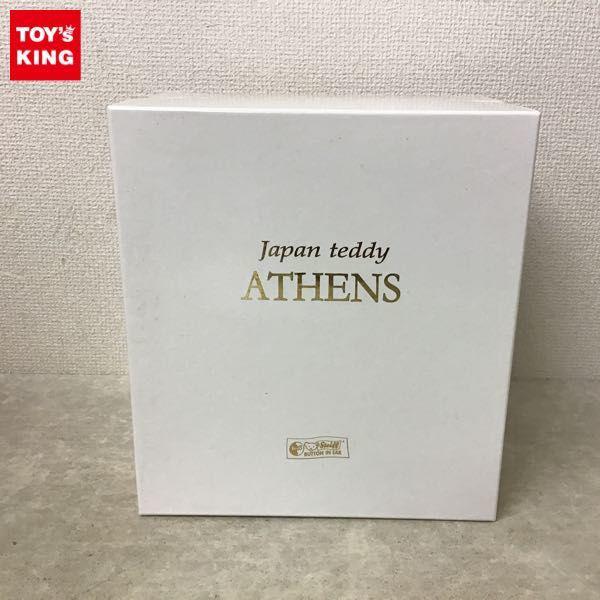 TOY'S
KING
Japan teddy
ATHENS
Steiff
BUTTON IN EAR